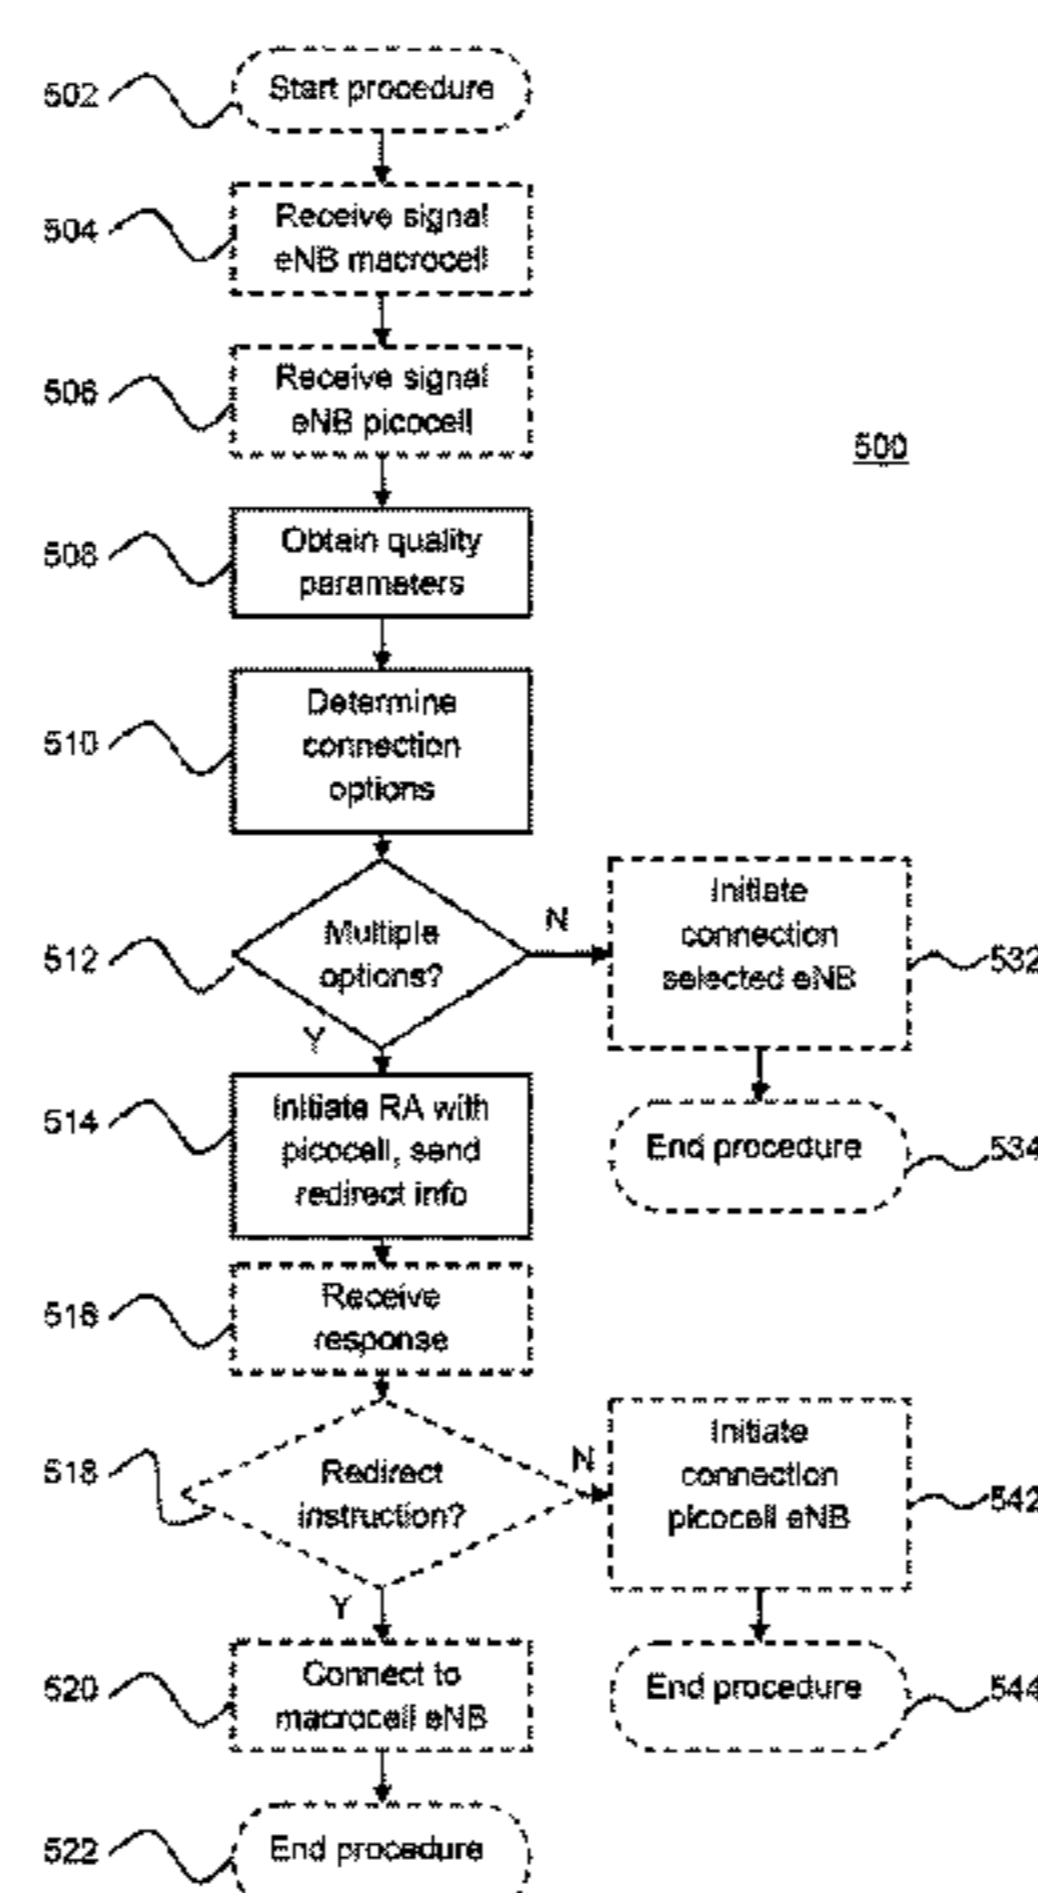 502
Start procedure
504
Receive signal
eNB macrocell
506
Receive signal
eNB picocell
500
508
Obtain quality
parameters
510
Determine
connection
options
512
Multiple
options?
N
Y
Initiate
connection
selected eNB
532
514
Initiate RA with
picocell, send
redirect info
End procedure
534
516
Receive
response
518
Redirect
instruction?
N
Y
Initiate
connection
picocell eNB
542
520
Connect to
macrocell eNB
End procedure
544
522
End procedure